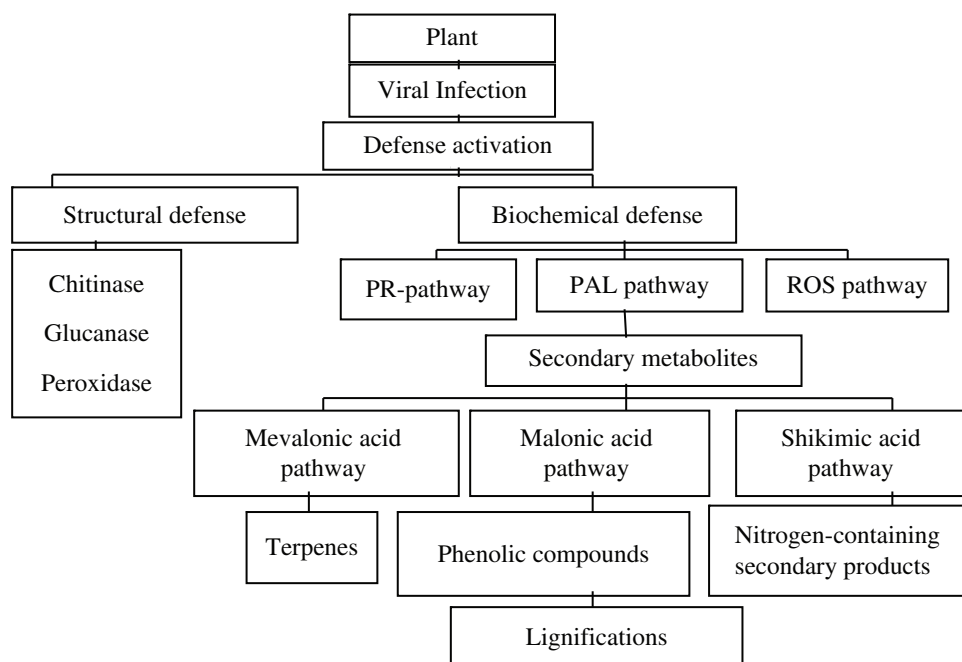 Plant
Viral Infection
Defense activation
Structural defense
Biochemical defense
Chitinase
Glucanase
Peroxidase
PR-pathway
PAL pathway
ROS pathway
Secondary metabolites
Mevalonic acid
pathway
Malonic acid
pathway
Shikimic acid
pathway
Terpenes
Phenolic compounds
Nitrogen-containing
secondary products
Lignifications